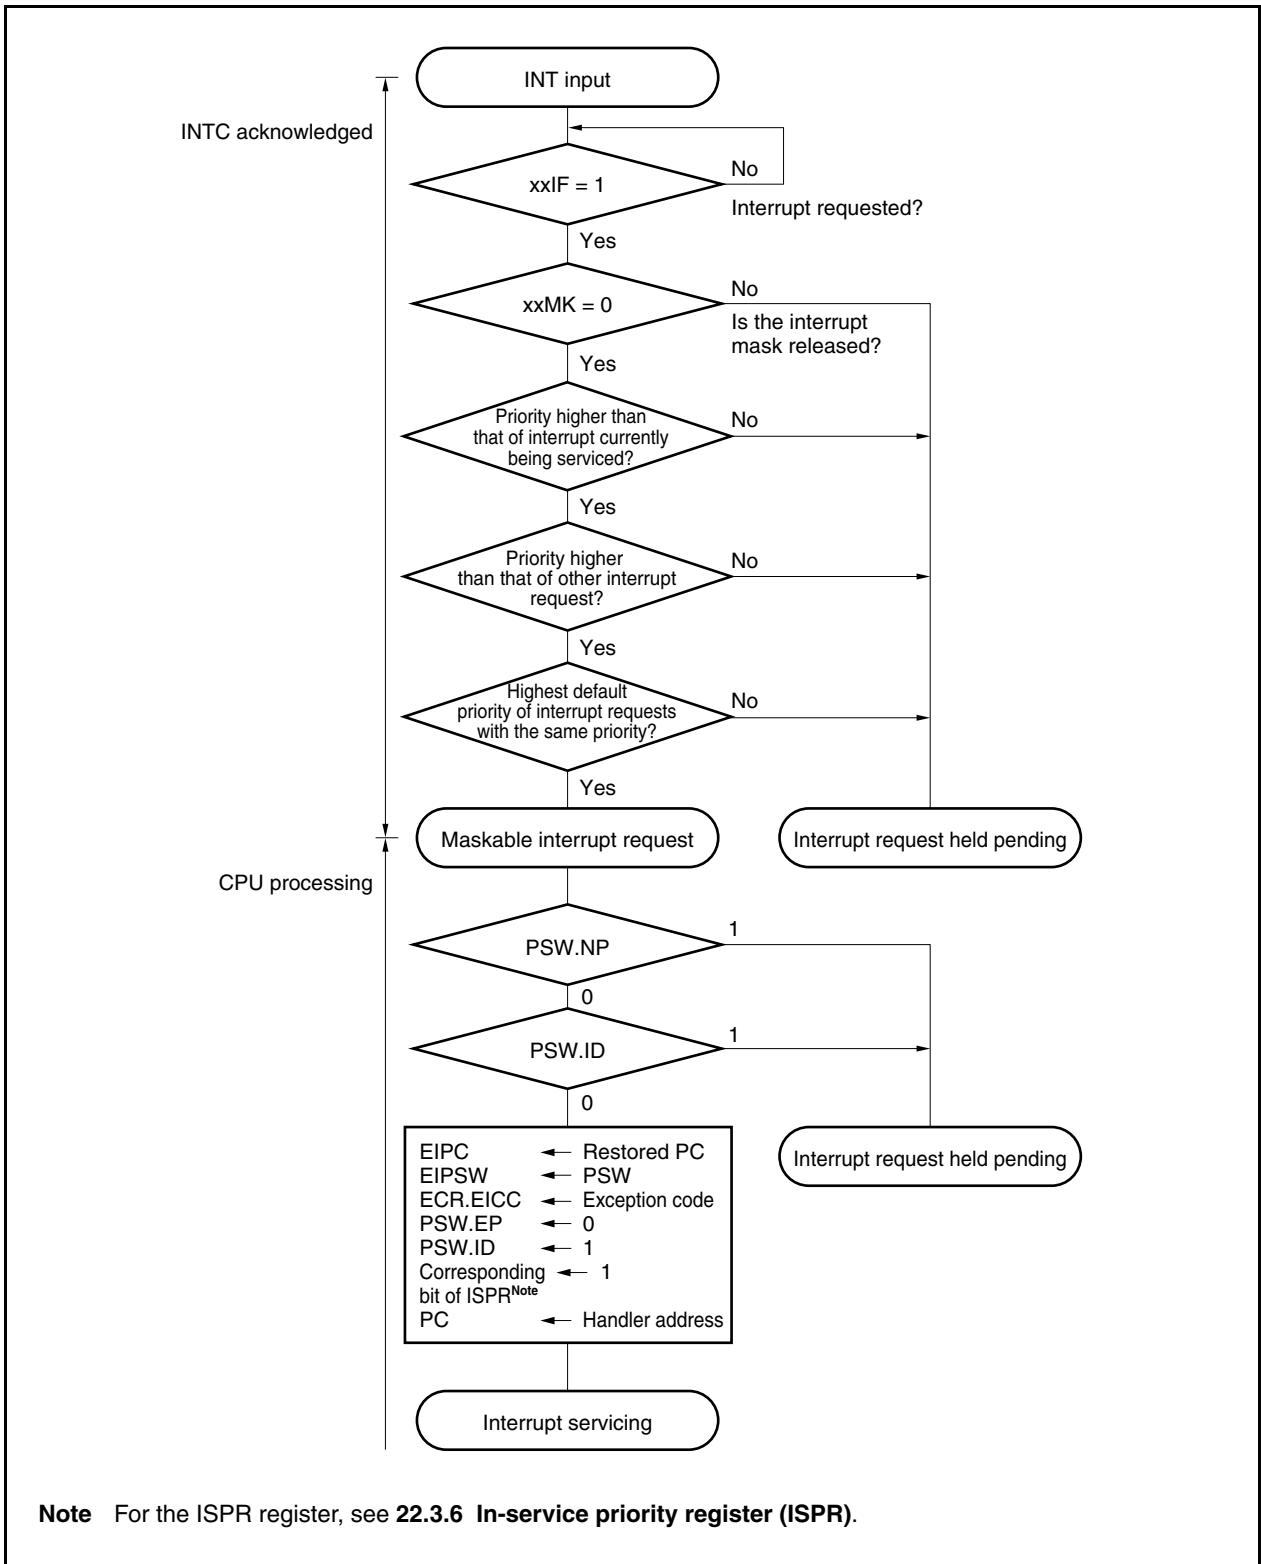 INT input
INTC acknowledged
xxIF = 1
No
Interrupt requested?
Yes
xxMK = 0
No
Is the interrupt
mask released?
Yes
Priority higher than
that of interrupt currently
being serviced?
No
Yes
Priority higher
than that of other interrupt
request?
No
Yes
Highest default
priority of interrupt requests
with the same priority?
No
Yes
Maskable interrupt request
Interrupt request held pending
CPU processing
PSW.NP
1
0
PSW.ID
1
0
Interrupt request held pending
EIPC ← Restored PC
EIPSW ← PSW
ECR.EICC ← Exception code
PSW.EP ← 0
PSW.ID ← 1
Corresponding ← 1
bit of ISPRNote
PC ← Handler address
Interrupt servicing
Note For the ISPR register, see 22.3.6 In-service priority register (ISPR).